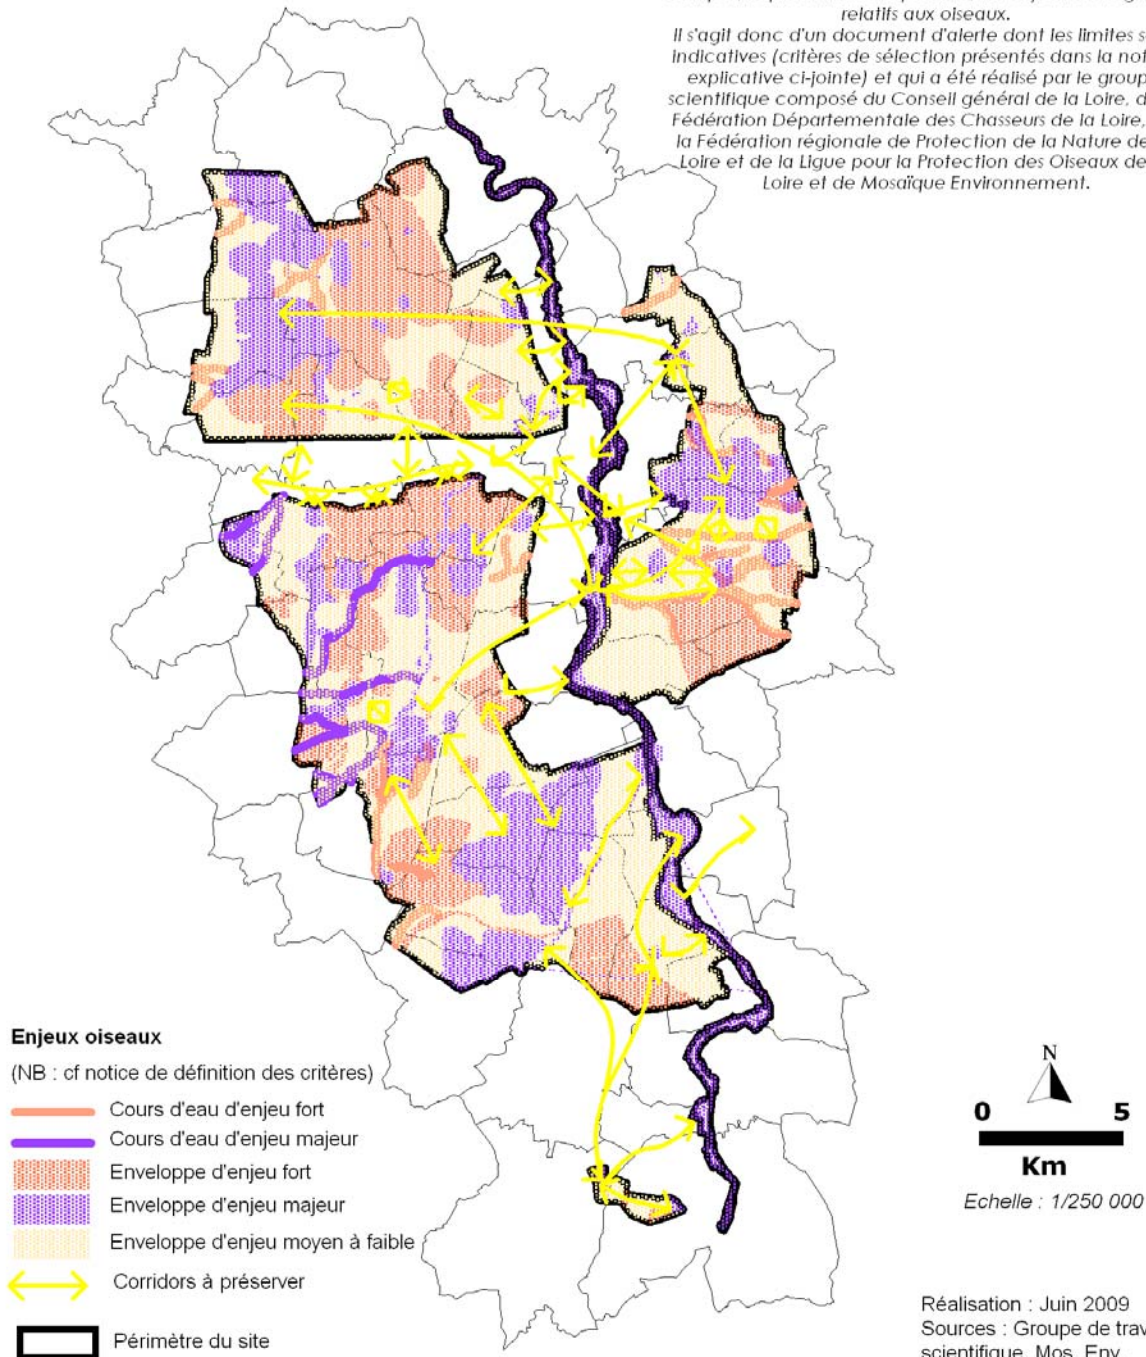 relatifs aux oiseaux.
Il s'agit donc d'un document d'alerte dont les limites s
indicatives (critères de sélection présentés dans la not
explicative ci-jointe) et qui a été réalisé par le group
scientifique composé du Conseil général de la Loire, d
Fédération Départementale des Chasseurs de la Loire,
la Fédération régionale de Protection de la Nature de
Loire et de la Ligue pour la Protection des Oiseaux de
Loire et de Mosaïque Environnement.
Enjeux oiseaux
(NB : cf notice de définition des critères)
Cours d'eau d'enjeu fort
Cours d'eau d'enjeu majeur
Enveloppe d'enjeu fort
Enveloppe d'enjeu majeur
Enveloppe d'enjeu moyen à faible
Corridors à préserver
Périmètre du site
N
0 5
Km
Echelle : 1/250 000
Réalisation : Juin 2009
Sources : Groupe de trav
scientifique, Mos. Env.